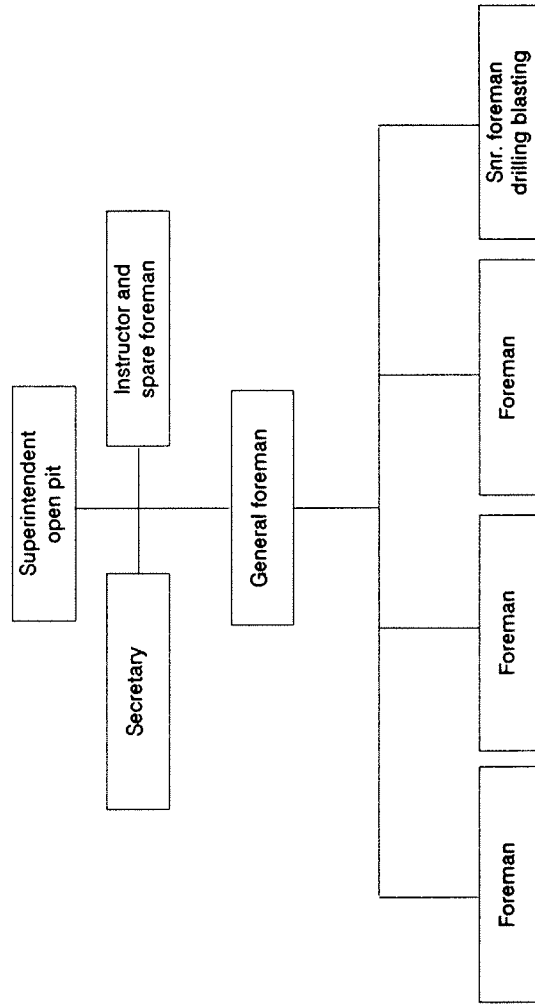 Superintendent
open pit
Secretary
Instructor and
spare foreman
General foreman
Foreman
Foreman
Foreman
Snr. foreman
drilling blasting